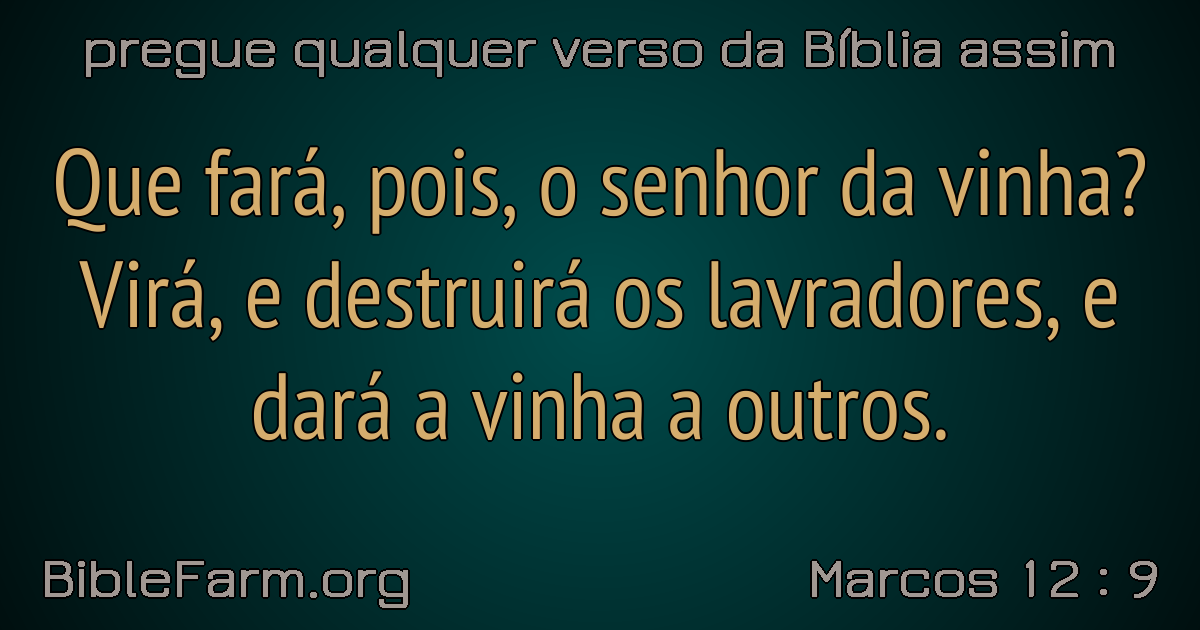 pregue qualquer verso da Bíblia assim
Que fará, pois, o senhor da vinha?
Virá, e destruirá os lavradores, e
dará a vinha a outros.
BibleFarm.org
Marcos 12 : 9